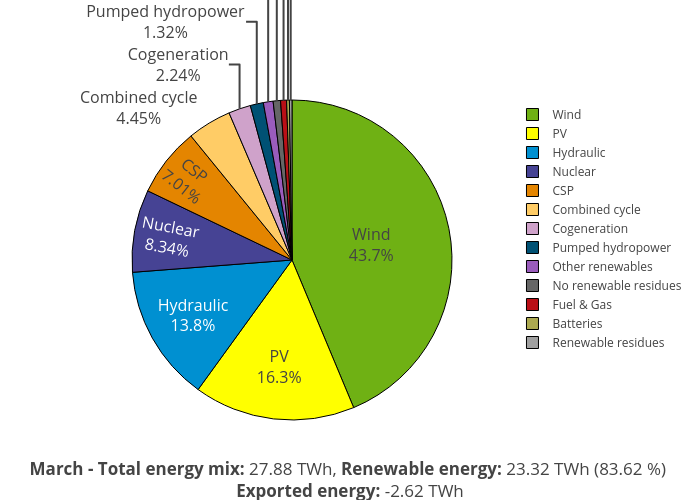 Pumped hydropower
1.32%
Cogeneration
2.24%
Combined cycle
4.45%
CSP
7.01%
Nuclear
8.34%
Hydraulic
13.8%
PV
16.3%
Wind
43.7%
Wind
PV
Hydraulic
Nuclear
CSP
Combined cycle
Cogeneration
Pumped hydropower
Other renewables
No renewable residues
Fuel & Gas
Batteries
Renewable residues
March - Total energy mix: 27.88 TWh, Renewable energy: 23.32 TWh (83.62 %)
Exported energy: -2.62 TWh